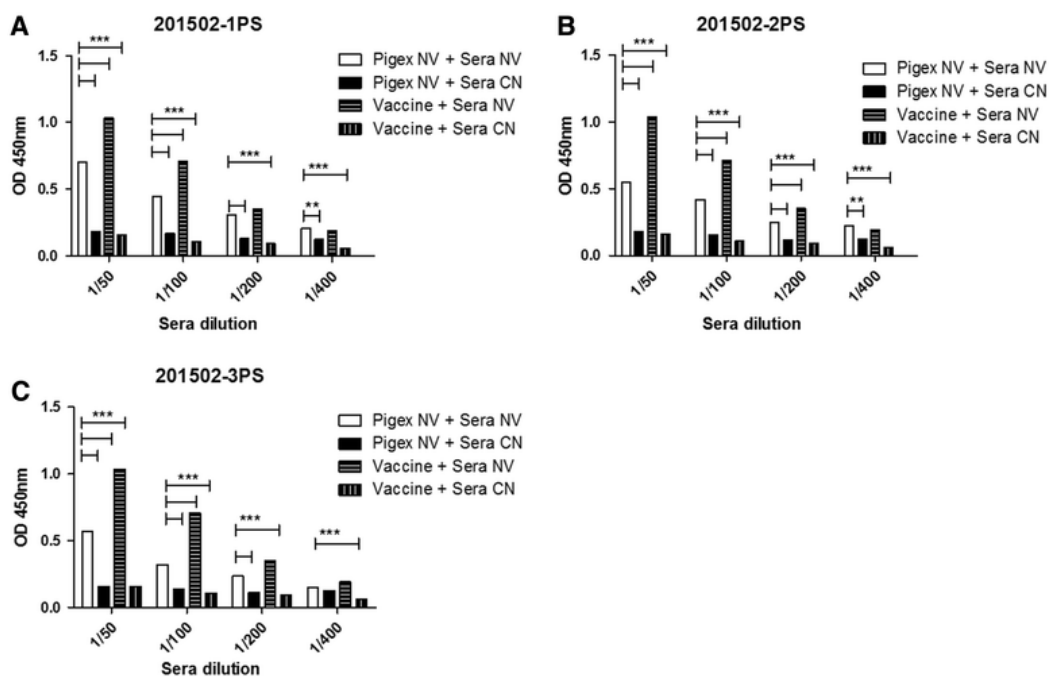 A
201502-1PS
OD 450nm
1.5
1.0
0.5
0.0
***
***
***
***
**
Pigex NV + Sera NV
Pigex NV + Sera CN
Vaccine + Sera NV
Vaccine + Sera CN
1/50
1/100
1/200
1/400
Sera dilution
B
201502-2PS
OD 450nm
1.5
1.0
0.5
0.0
***
***
***
***
**
Pigex NV + Sera NV
Pigex NV + Sera CN
Vaccine + Sera NV
Vaccine + Sera CN
1/50
1/100
1/200
1/400
Sera dilution
C
201502-3PS
OD 450nm
1.5
1.0
0.5
0.0
***
***
***
***
Pigex NV + Sera NV
Pigex NV + Sera CN
Vaccine + Sera NV
Vaccine + Sera CN
1/50
1/100
1/200
1/400
Sera dilution